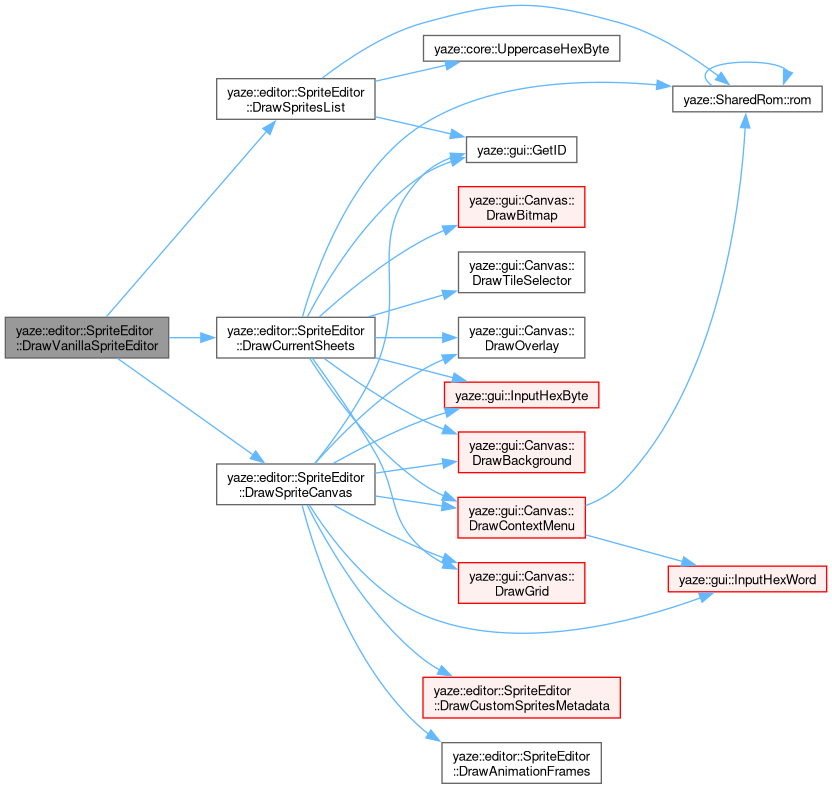 yaze::editor::SpriteEditor
::DrawVanillaSpriteEditor
yaze::editor::SpriteEditor
::DrawSpritesList
yaze::editor::SpriteEditor
::DrawCurrentSheets
yaze::editor::SpriteEditor
::DrawSpriteCanvas
yaze::core::UppercaseHexByte
yaze::gui::GetID
yaze::gui::Canvas::
DrawBitmap
yaze::gui::Canvas::
DrawTileSelector
yaze::gui::Canvas::
DrawOverlay
yaze::gui::InputHexByte
yaze::gui::Canvas::
DrawBackground
yaze::gui::Canvas::
DrawContextMenu
yaze::gui::Canvas::
DrawGrid
yaze::editor::SpriteEditor
::DrawCustomSpritesMetadata
yaze::editor::SpriteEditor
::DrawAnimationFrames
yaze::SharedRom::rom
yaze::gui::InputHexWord